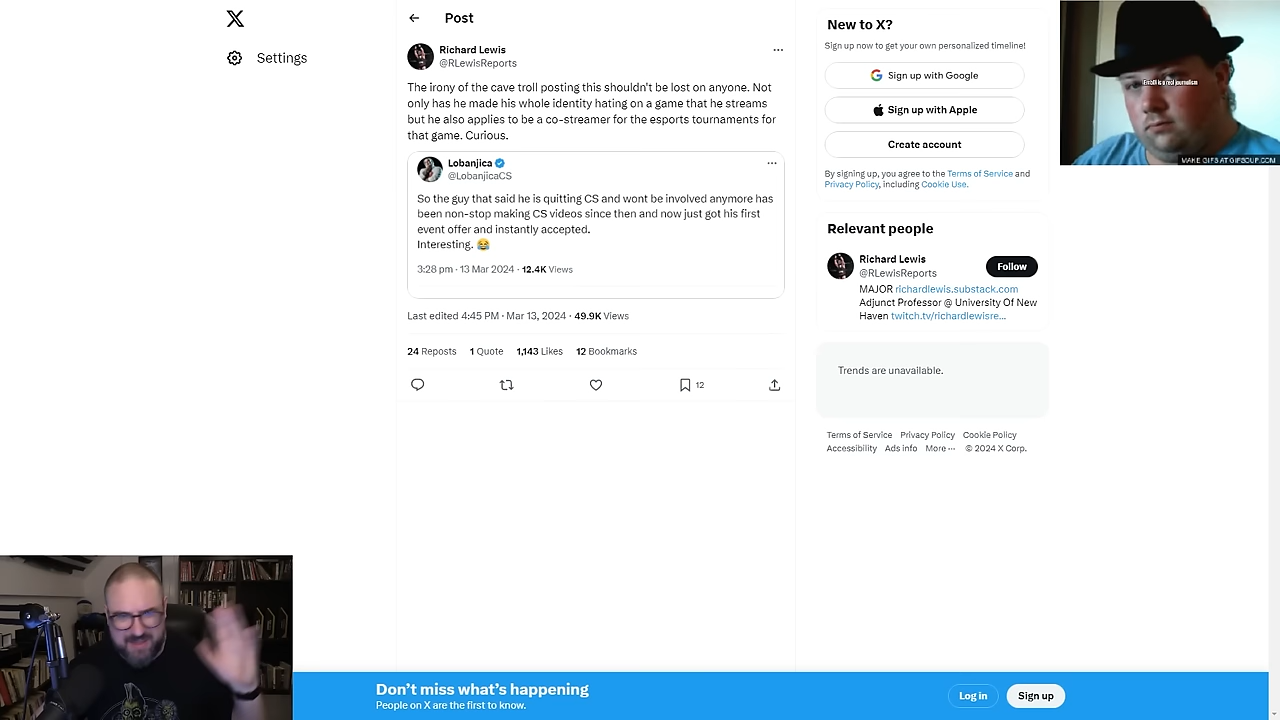 Settings
Post
Richard Lewis
@RLewisReports
The irony of the cave troll posting this shouldn't be lost on anyone. Not
only has he made his whole identity hating on a game that he streams
but he also applies to be a co-streamer for the esports tournaments for
that game. Curious.
Lobanjica
@LobanjicaCS
So the guy that said he is quitting CS and wont be involved anymore has
been non-stop making CS videos since then and now just got his first
event offer and instantly accepted.
Interesting. 😂
3:28 pm · 13 Mar 2024 · 12.4K Views
Last edited 4:45 PM · Mar 13, 2024 · 49.9K Views
24 Reposts 1 Quote 1,143 Likes 12 Bookmarks
12
New to X?
Sign up now to get your own personalized timeline!
Sign up with Google
Sign up with Apple
Create account
By signing up, you agree to the Terms of Service and
Privacy Policy, including Cookie Use.
Relevant people
Richard Lewis
@RLewisReports
Follow
MAJOR richardlewis.substack.com
Adjunct Professor @ University Of New
Haven twitch.tv/richardlewisre…
Trends are unavailable.
Terms of Service Privacy Policy Cookie Policy
Accessibility Ads info More ··· © 2024 X Corp.
is a real journalism
MAKE GIFS AT GIFSOUP.COM
Don't miss what's happening
People on X are the first to know.
Log in
Sign up